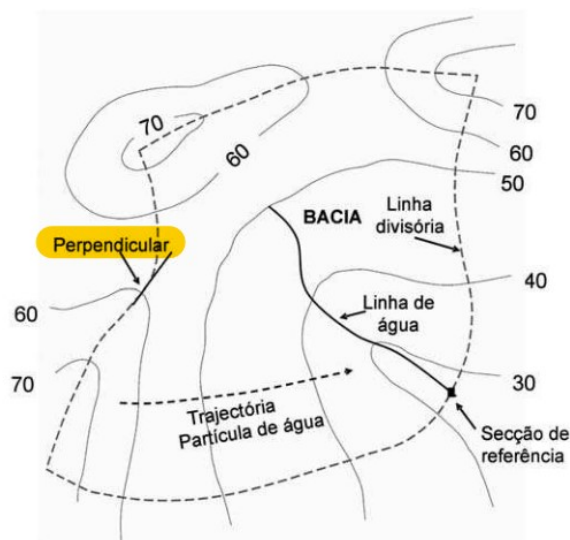 70
60
70
60
50
BACIA
Linha
divisória
Perpendicular
40
60
Linha de
água
30
70
Trajectória
Partícula de água
Secção de
referência